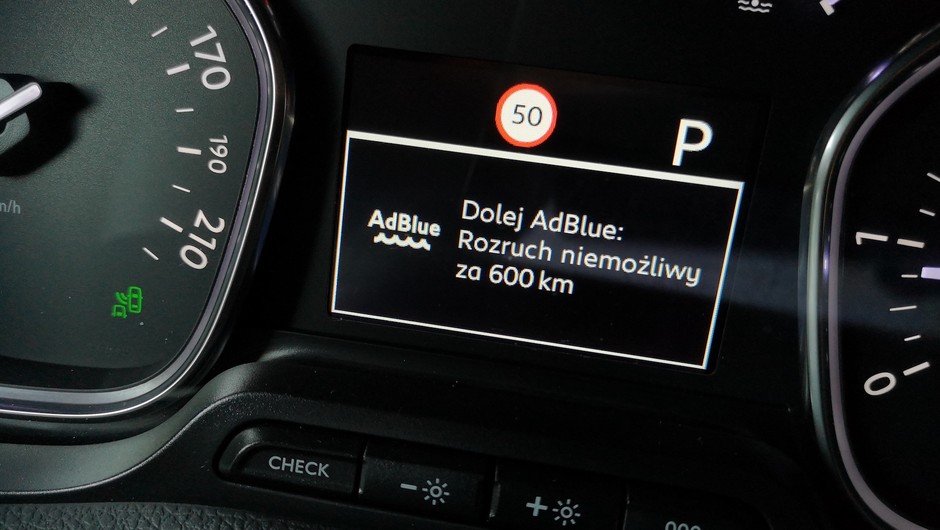 170
50
P
190
AdBlue
Dolej AdBlue:
Rozruch niemożliwy
za 600 km
210
1
0
CHECK